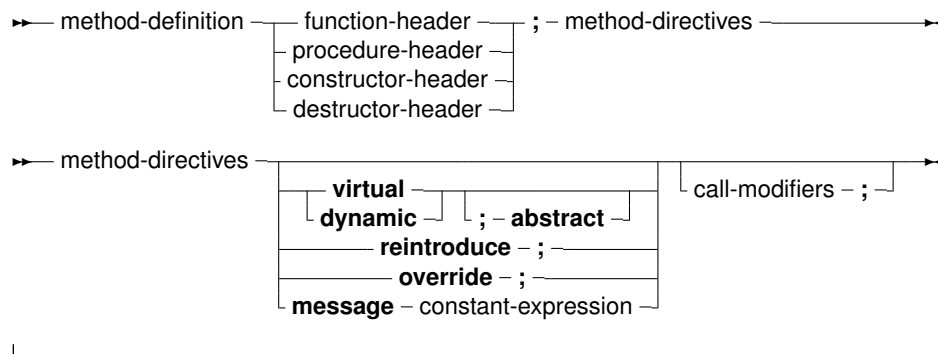 method-definition function-header ; method-directives
procedure-header
constructor-header
destructor-header
method-directives
virtual call-modifiers ;
dynamic ; abstract
reintroduce ;
override ;
message constant-expression